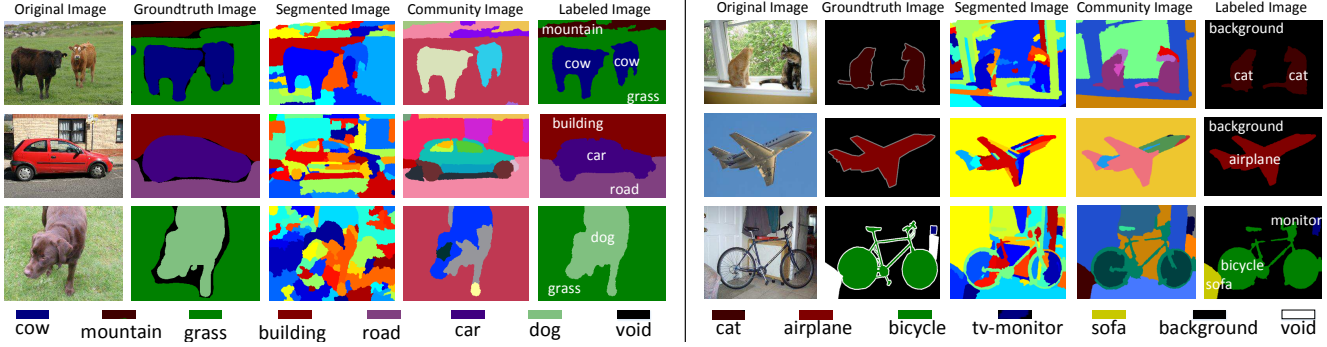 Original Image Groundtruth Image Segmented Image Community Image Labeled Image
mountain
cow cow
grass
building
car
road
dog
grass
cow mountain grass building road car dog void
Original Image Groundtruth Image Segmented Image Community Image Labeled Image
background
cat cat
background
airplane
monitor
bicycle
sofa
cat airplane bicycle tv-monitor sofa background void